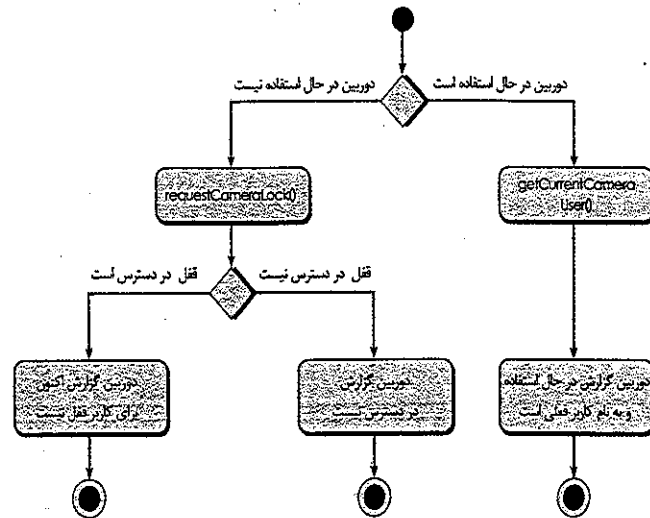 دوربین در حال استفاده است
دوربین در حال استفاده نیست
getCurrentCamera
User()
requestCameraLock()
قفل در دسترس نیست
قفل در دسترس است
دوربین گزارش در حال استفاده
و به نام کاربر فعلی است
دوربین گزارش
در دسترس نیست
دوربین گزارش اکنون
برای کاربر قفل نیست